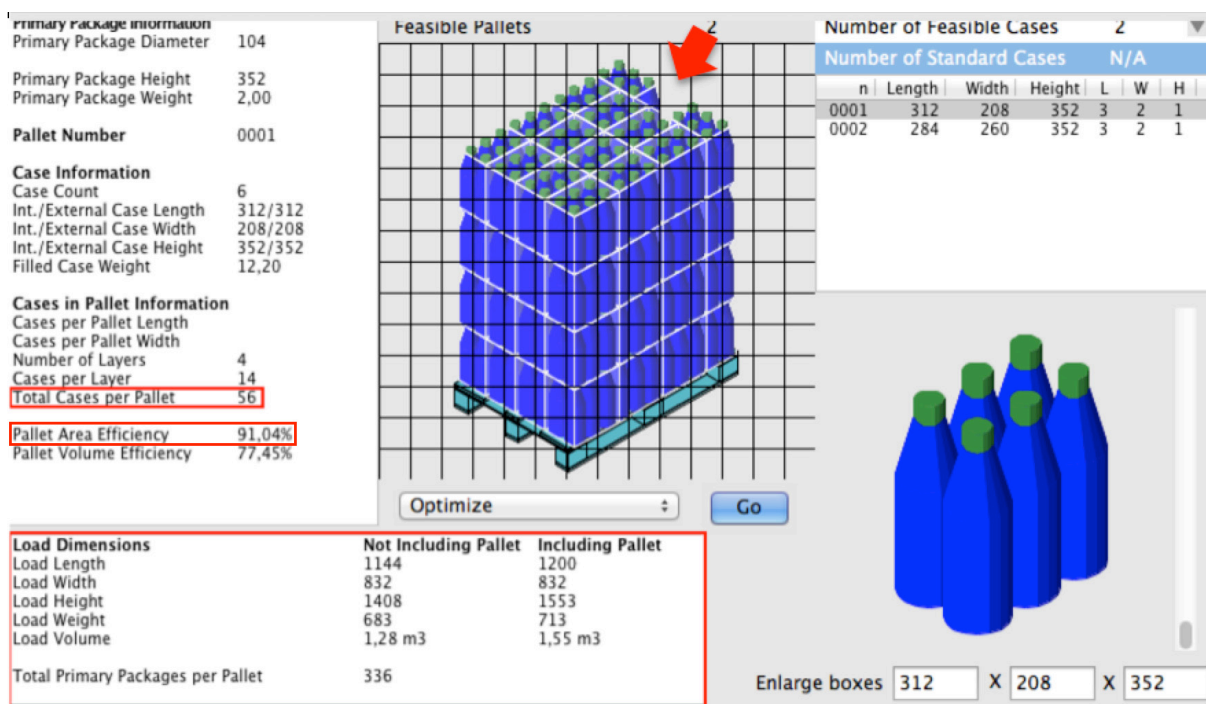 Primary Package Information
Primary Package Diameter 104
Primary Package Height 352
Primary Package Weight 2,00
Pallet Number 0001
Case Information
Case Count 6
Int./External Case Length 312/312
Int./External Case Width 208/208
Int./External Case Height 352/352
Filled Case Weight 12,20
Cases in Pallet Information
Cases per Pallet Length
Cases per Pallet Width
Number of Layers 4
Cases per Layer 14
Total Cases per Pallet 56
Pallet Area Efficiency 91,04%
Pallet Volume Efficiency 77,45%
Feasible Pallets 2
Optimize Go
Number of Feasible Cases 2
Number of Standard Cases N/A
n Length Width Height L W H
0001 312 208 352 3 2 1
0002 284 260 352 3 2 1
Enlarge boxes 312 X 208 X 352
Load Dimensions Not Including Pallet Including Pallet
Load Length 1144 1200
Load Width 832 832
Load Height 1408 1553
Load Weight 683 713
Load Volume 1,28 m3 1,55 m3
Total Primary Packages per Pallet 336